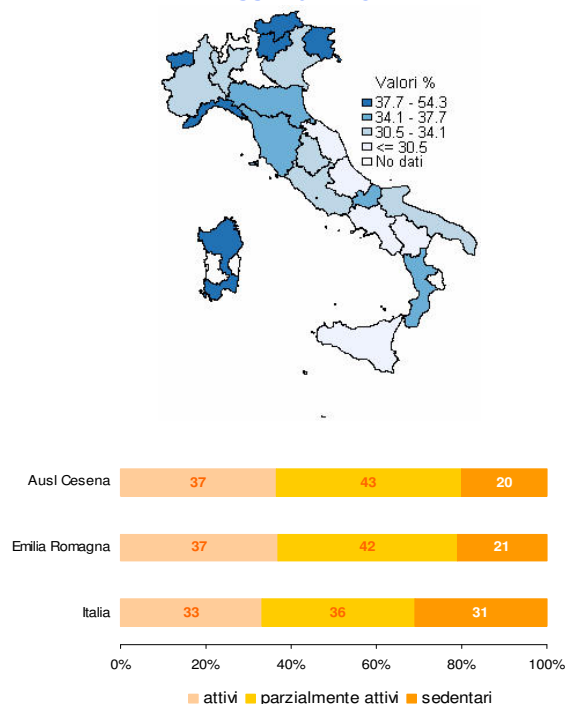 Valori %
37.7 - 54.3
34.1 - 37.7
30.5 - 34.1
<= 30.5
No dati
Ausl Cesena 37 43 20
Emilia Romagna 37 42 21
Italia 33 36 31
0% 20% 40% 60% 80% 100%
attivi parzialmente attivi sedentari